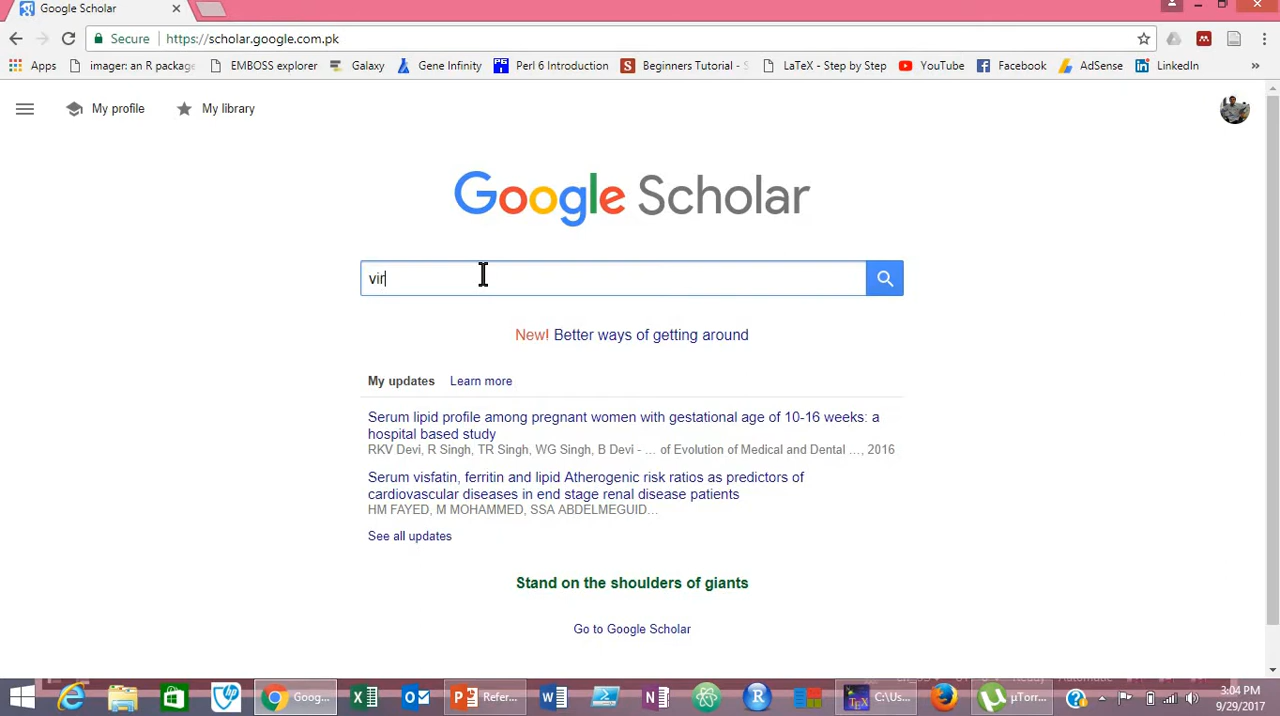 Google Scholar
Secure https://scholar.google.com.pk
Apps imager: an R package EMBOSS explorer Galaxy Gene Infinity Perl 6 Introduction Beginners Tutorial - LaTeX - Step by Step YouTube Facebook AdSense LinkedIn »
My profile My library
Google Scholar
vir
New! Better ways of getting around
My updates Learn more
Serum lipid profile among pregnant women with gestational age of 10-16 weeks: a
hospital based study
RKV Devi, R Singh, TR Singh, WG Singh, B Devi - ... of Evolution of Medical and Dental ..., 2016
Serum visfatin, ferritin and lipid Atherogenic risk ratios as predictors of
cardiovascular diseases in end stage renal disease patients
HM FAYED, M MOHAMMED, SSA ABDELMEGUID...
See all updates
Stand on the shoulders of giants
Go to Google Scholar
Goog... Refer... C:\Us... µTorr...
3:04 PM
9/29/2017